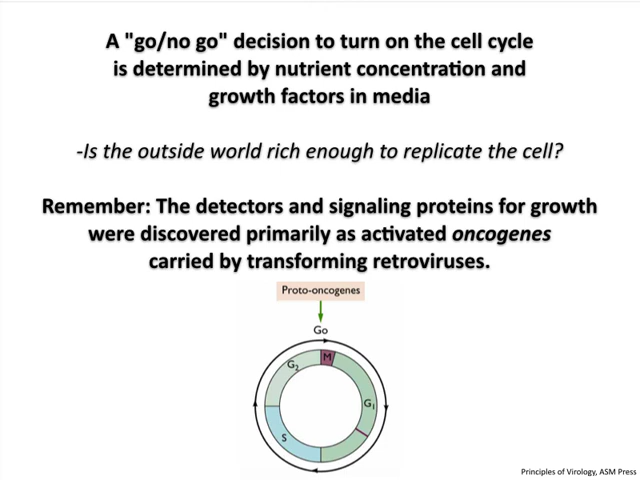 A "go/no go" decision to turn on the cell cycle
is determined by nutrient concentration and
growth factors in media
-Is the outside world rich enough to replicate the cell?
Remember: The detectors and signaling proteins for growth
were discovered primarily as activated oncogenes
carried by transforming retroviruses.
Proto-oncogenes
Go
M
G₂
G₁
S
Principles of Virology, ASM Press